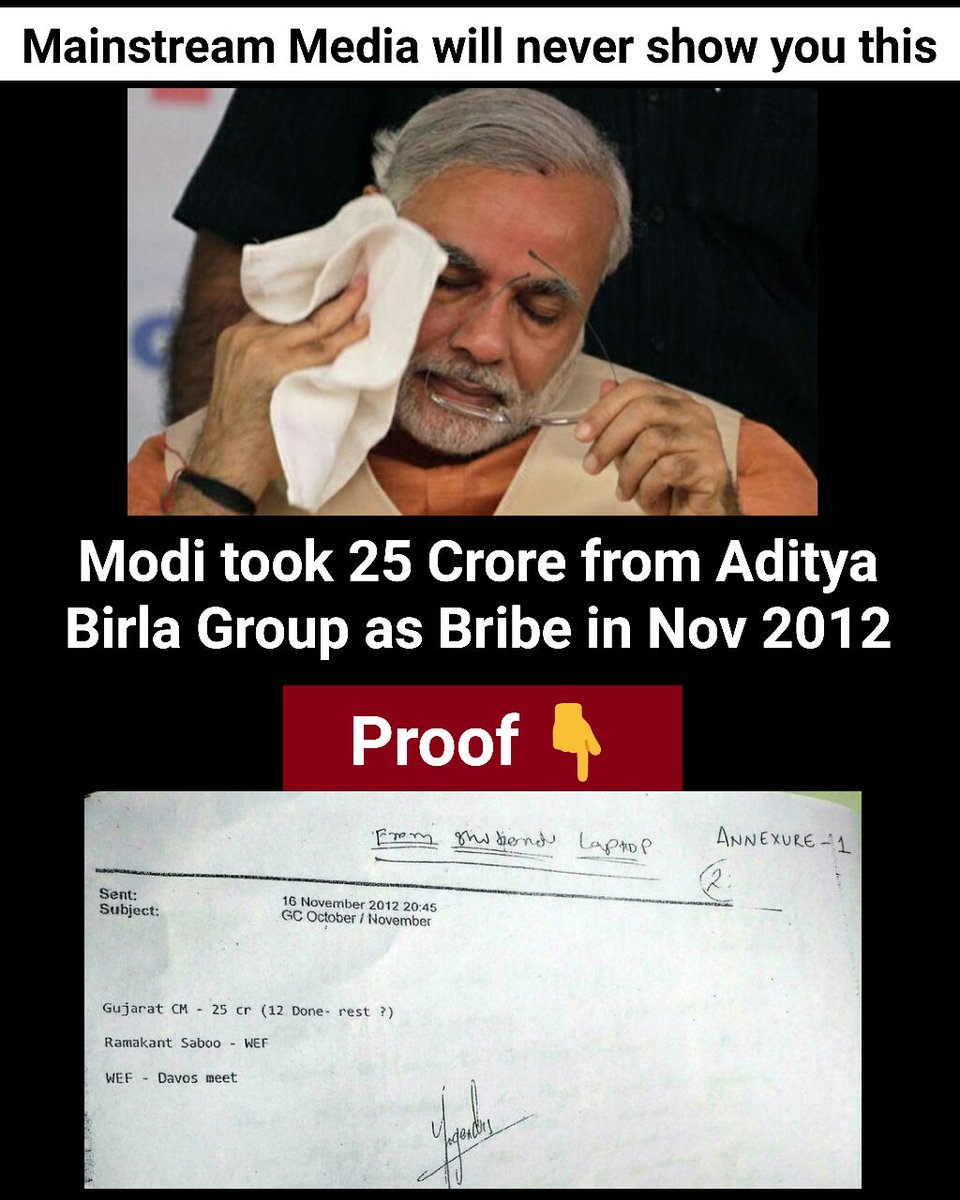 Mainstream Media will never show you this
Modi took 25 Crore from Aditya
Birla Group as Bribe in Nov 2012
Proof 👇
From Laptop
ANNEXURE-1
2.
Sent: 16 November 2012 20:45
Subject: GC October / November
Gujarat CM - 25 cr (12 Done- rest ?)
Ramakant Saboo - WEF
WEF - Davos meet